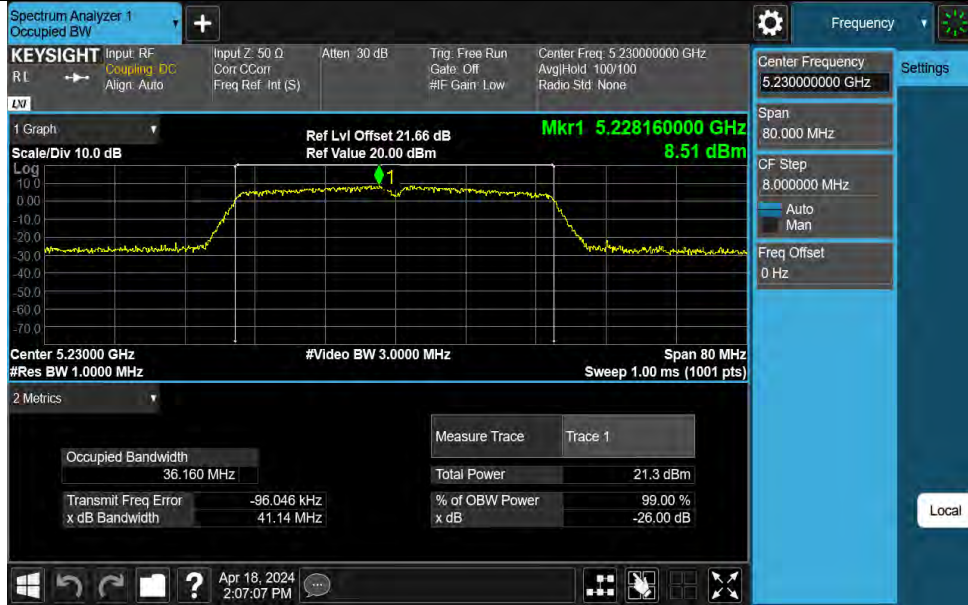 Spectrum Analyzer 1
Occupied BW
+
Frequency
KEYSIGHT
RL
LXI
Input: RF
Coupling: DC
Align: Auto
Input Z: 50 Ω
Corr CCorr
Freq Ref: Int (S)
Atten: 30 dB
Trig: Free Run
Gate: Off
#IF Gain: Low
Center Freq: 5.230000000 GHz
Avg|Hold: 100/100
Radio Std: None
Center Frequency
5.230000000 GHz
Settings
Span
80.000 MHz
CF Step
8.000000 MHz
Auto
Man
Freq Offset
0 Hz
Local
1 Graph
Scale/Div 10.0 dB
Ref Lvl Offset 21.66 dB
Ref Value 20.00 dBm
Mkr1 5.228160000 GHz
8.51 dBm
Log
10.0
0.00
-10.0
-20.0
-30.0
-40.0
-50.0
-60.0
-70.0
1
Center 5.23000 GHz
#Res BW 1.0000 MHz
#Video BW 3.0000 MHz
Span 80 MHz
Sweep 1.00 ms (1001 pts)
2 Metrics
Measure Trace
Trace 1
Occupied Bandwidth
36.160 MHz
Total Power
21.3 dBm
Transmit Freq Error
-96.046 kHz
% of OBW Power
99.00 %
x dB Bandwidth
41.14 MHz
x dB
-26.00 dB
?
Apr 18, 2024
2:07:07 PM